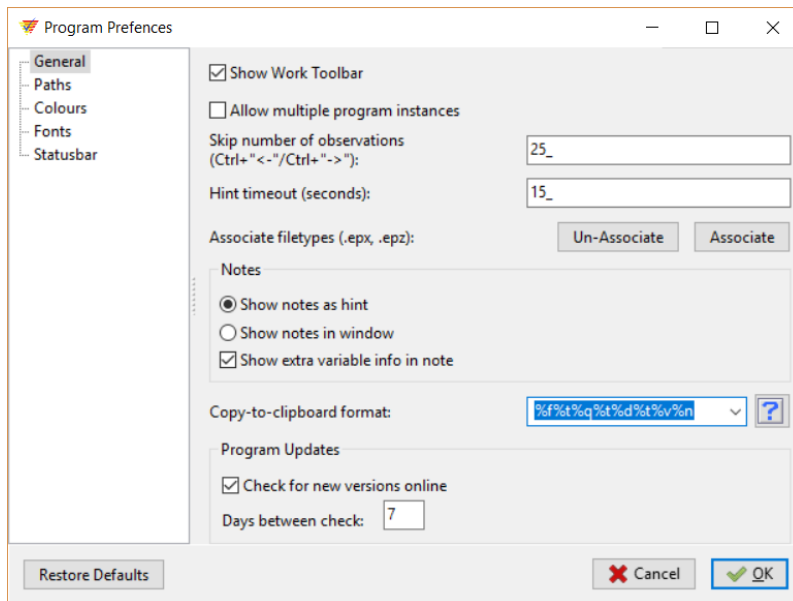 Program Prefences
General
Paths
Colours
Fonts
Statusbar
Show Work Toolbar
Allow multiple program instances
Skip number of observations
(Ctrl+"<-"/Ctrl+"->"):
25_
Hint timeout (seconds):
15_
Associate filetypes (.epx, .epz):
Un-Associate
Associate
Notes
Show notes as hint
Show notes in window
Show extra variable info in note
Copy-to-clipboard format:
%f%t%q%t%d%t%v%n
?
Program Updates
Check for new versions online
Days between check:
7
Restore Defaults
Cancel
OK